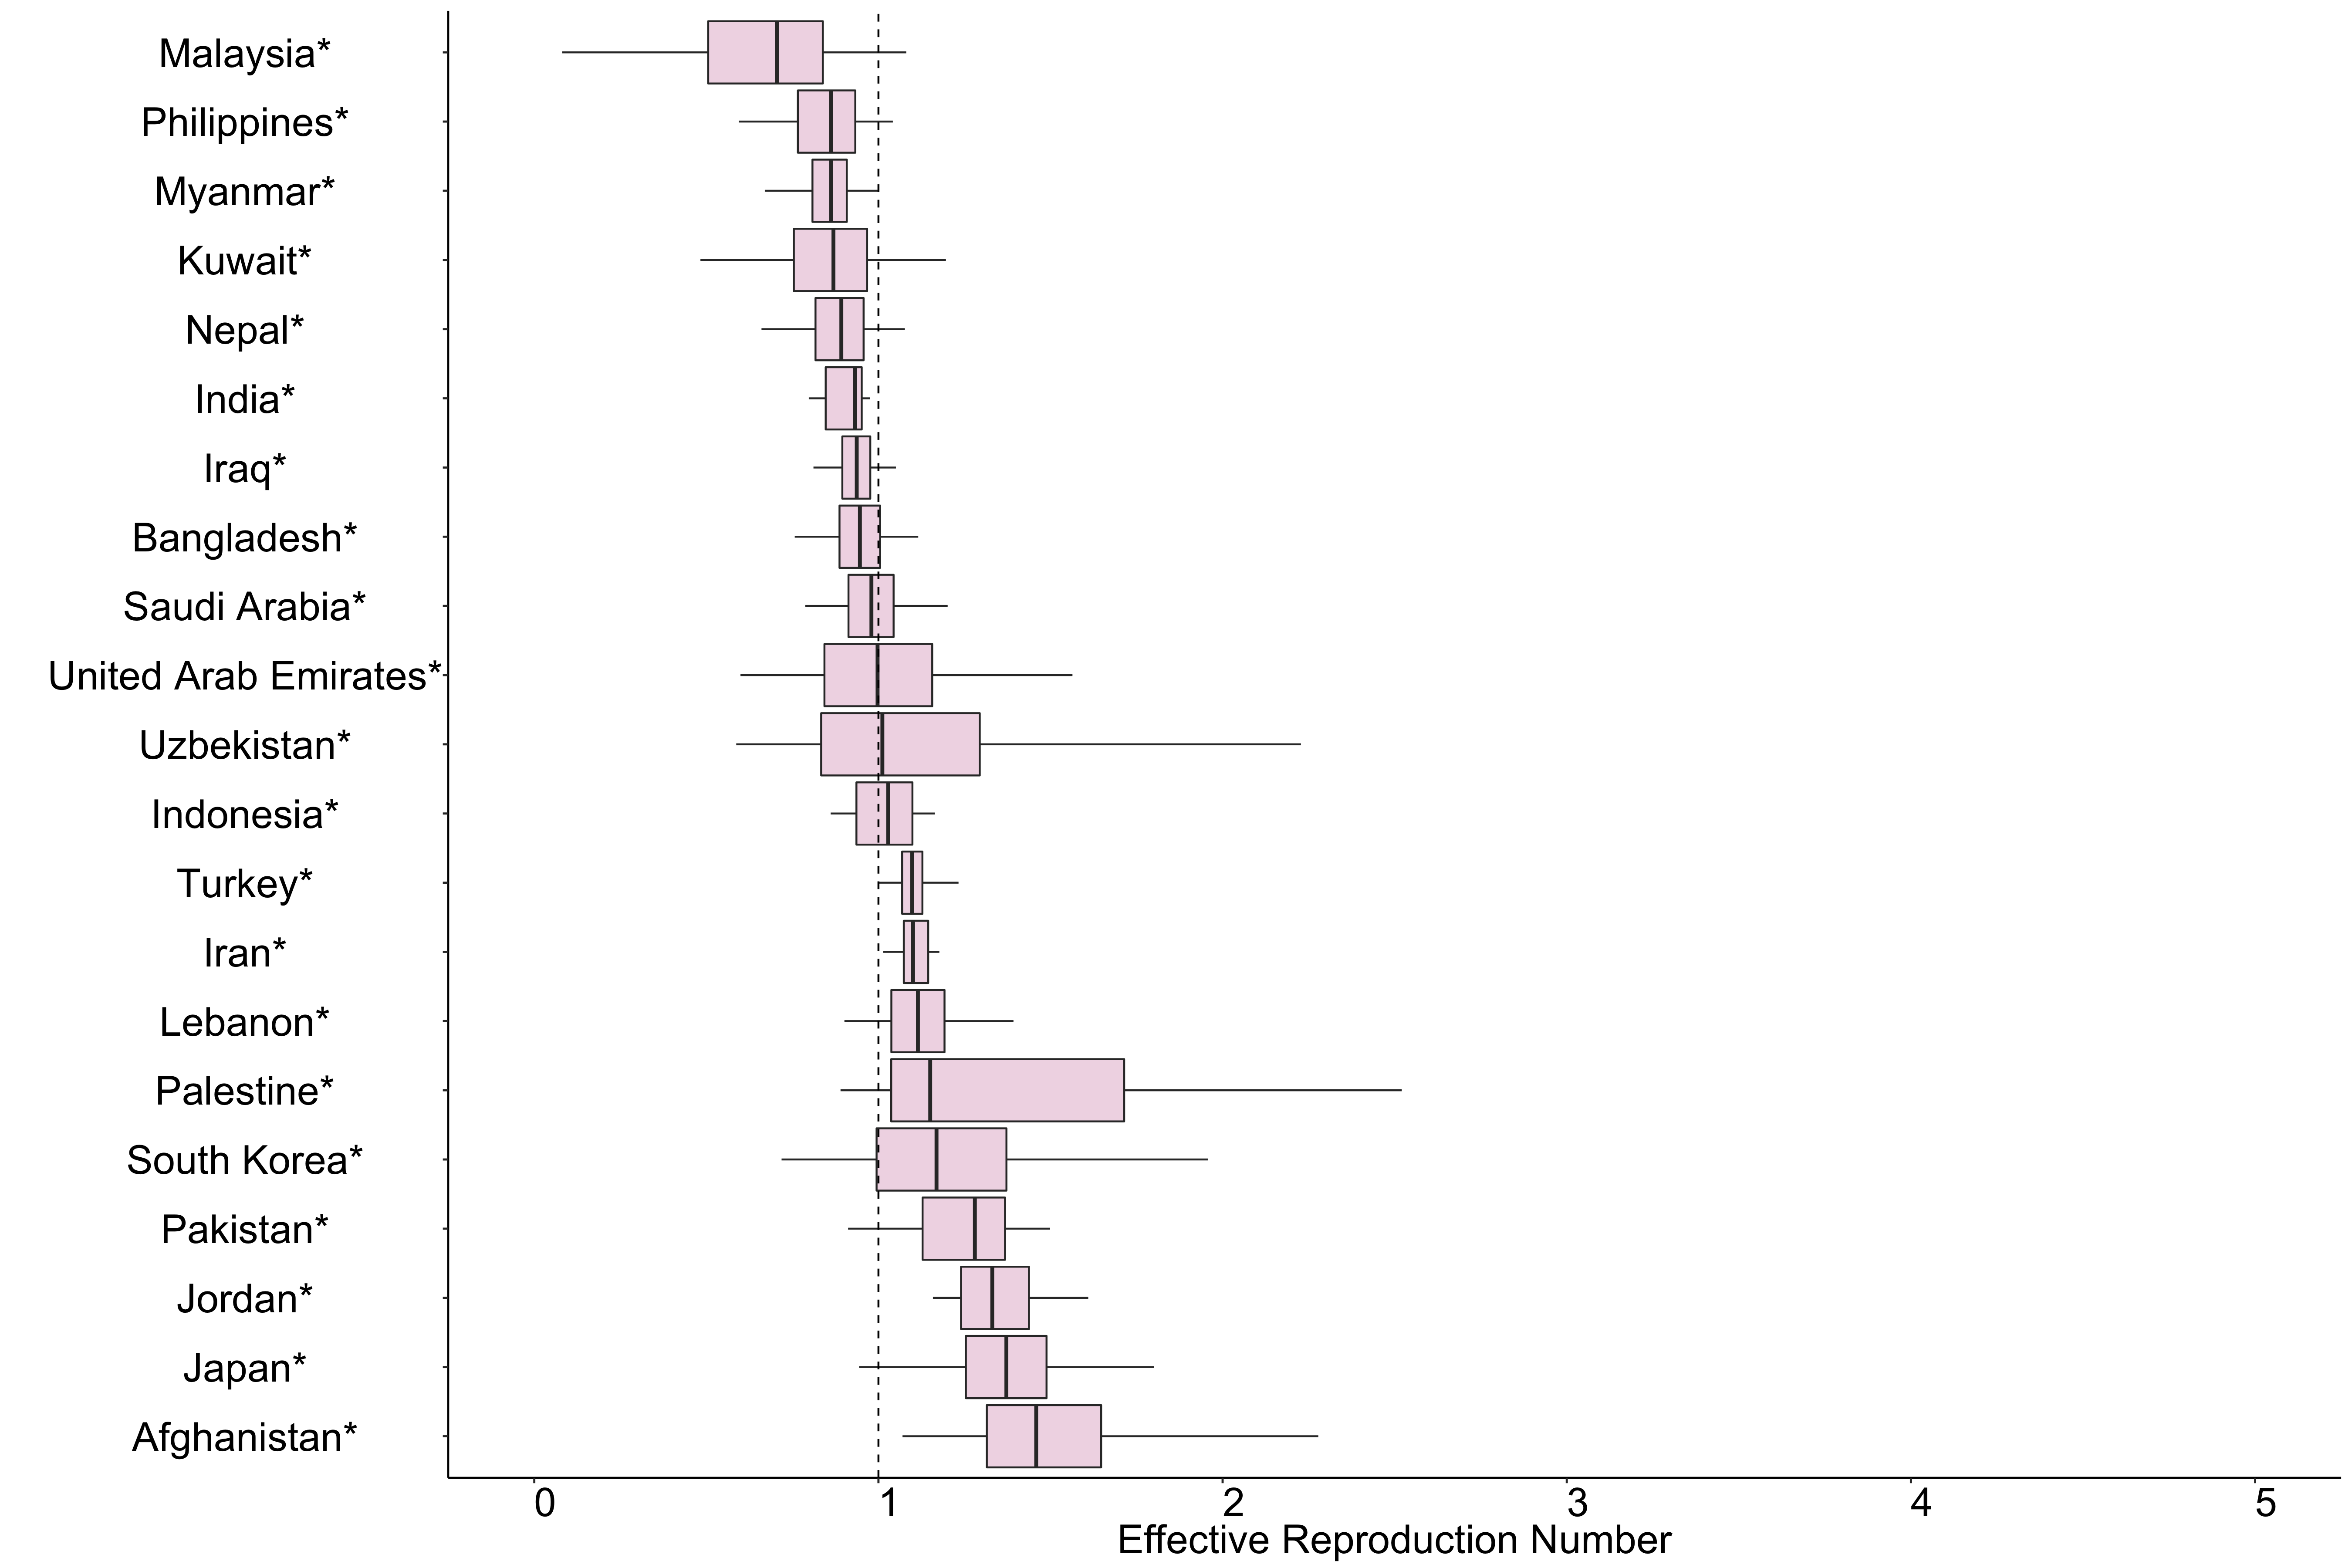 Malaysia*
Philippines*
Myanmar*
Kuwait*
Nepal*
India*
Iraq*
Bangladesh*
Saudi Arabia*
United Arab Emirates*
Uzbekistan*
Indonesia*
Turkey*
Iran*
Lebanon*
Palestine*
South Korea*
Pakistan*
Jordan*
Japan*
Afghanistan*
0 1 2 3 4 5
Effective Reproduction Number